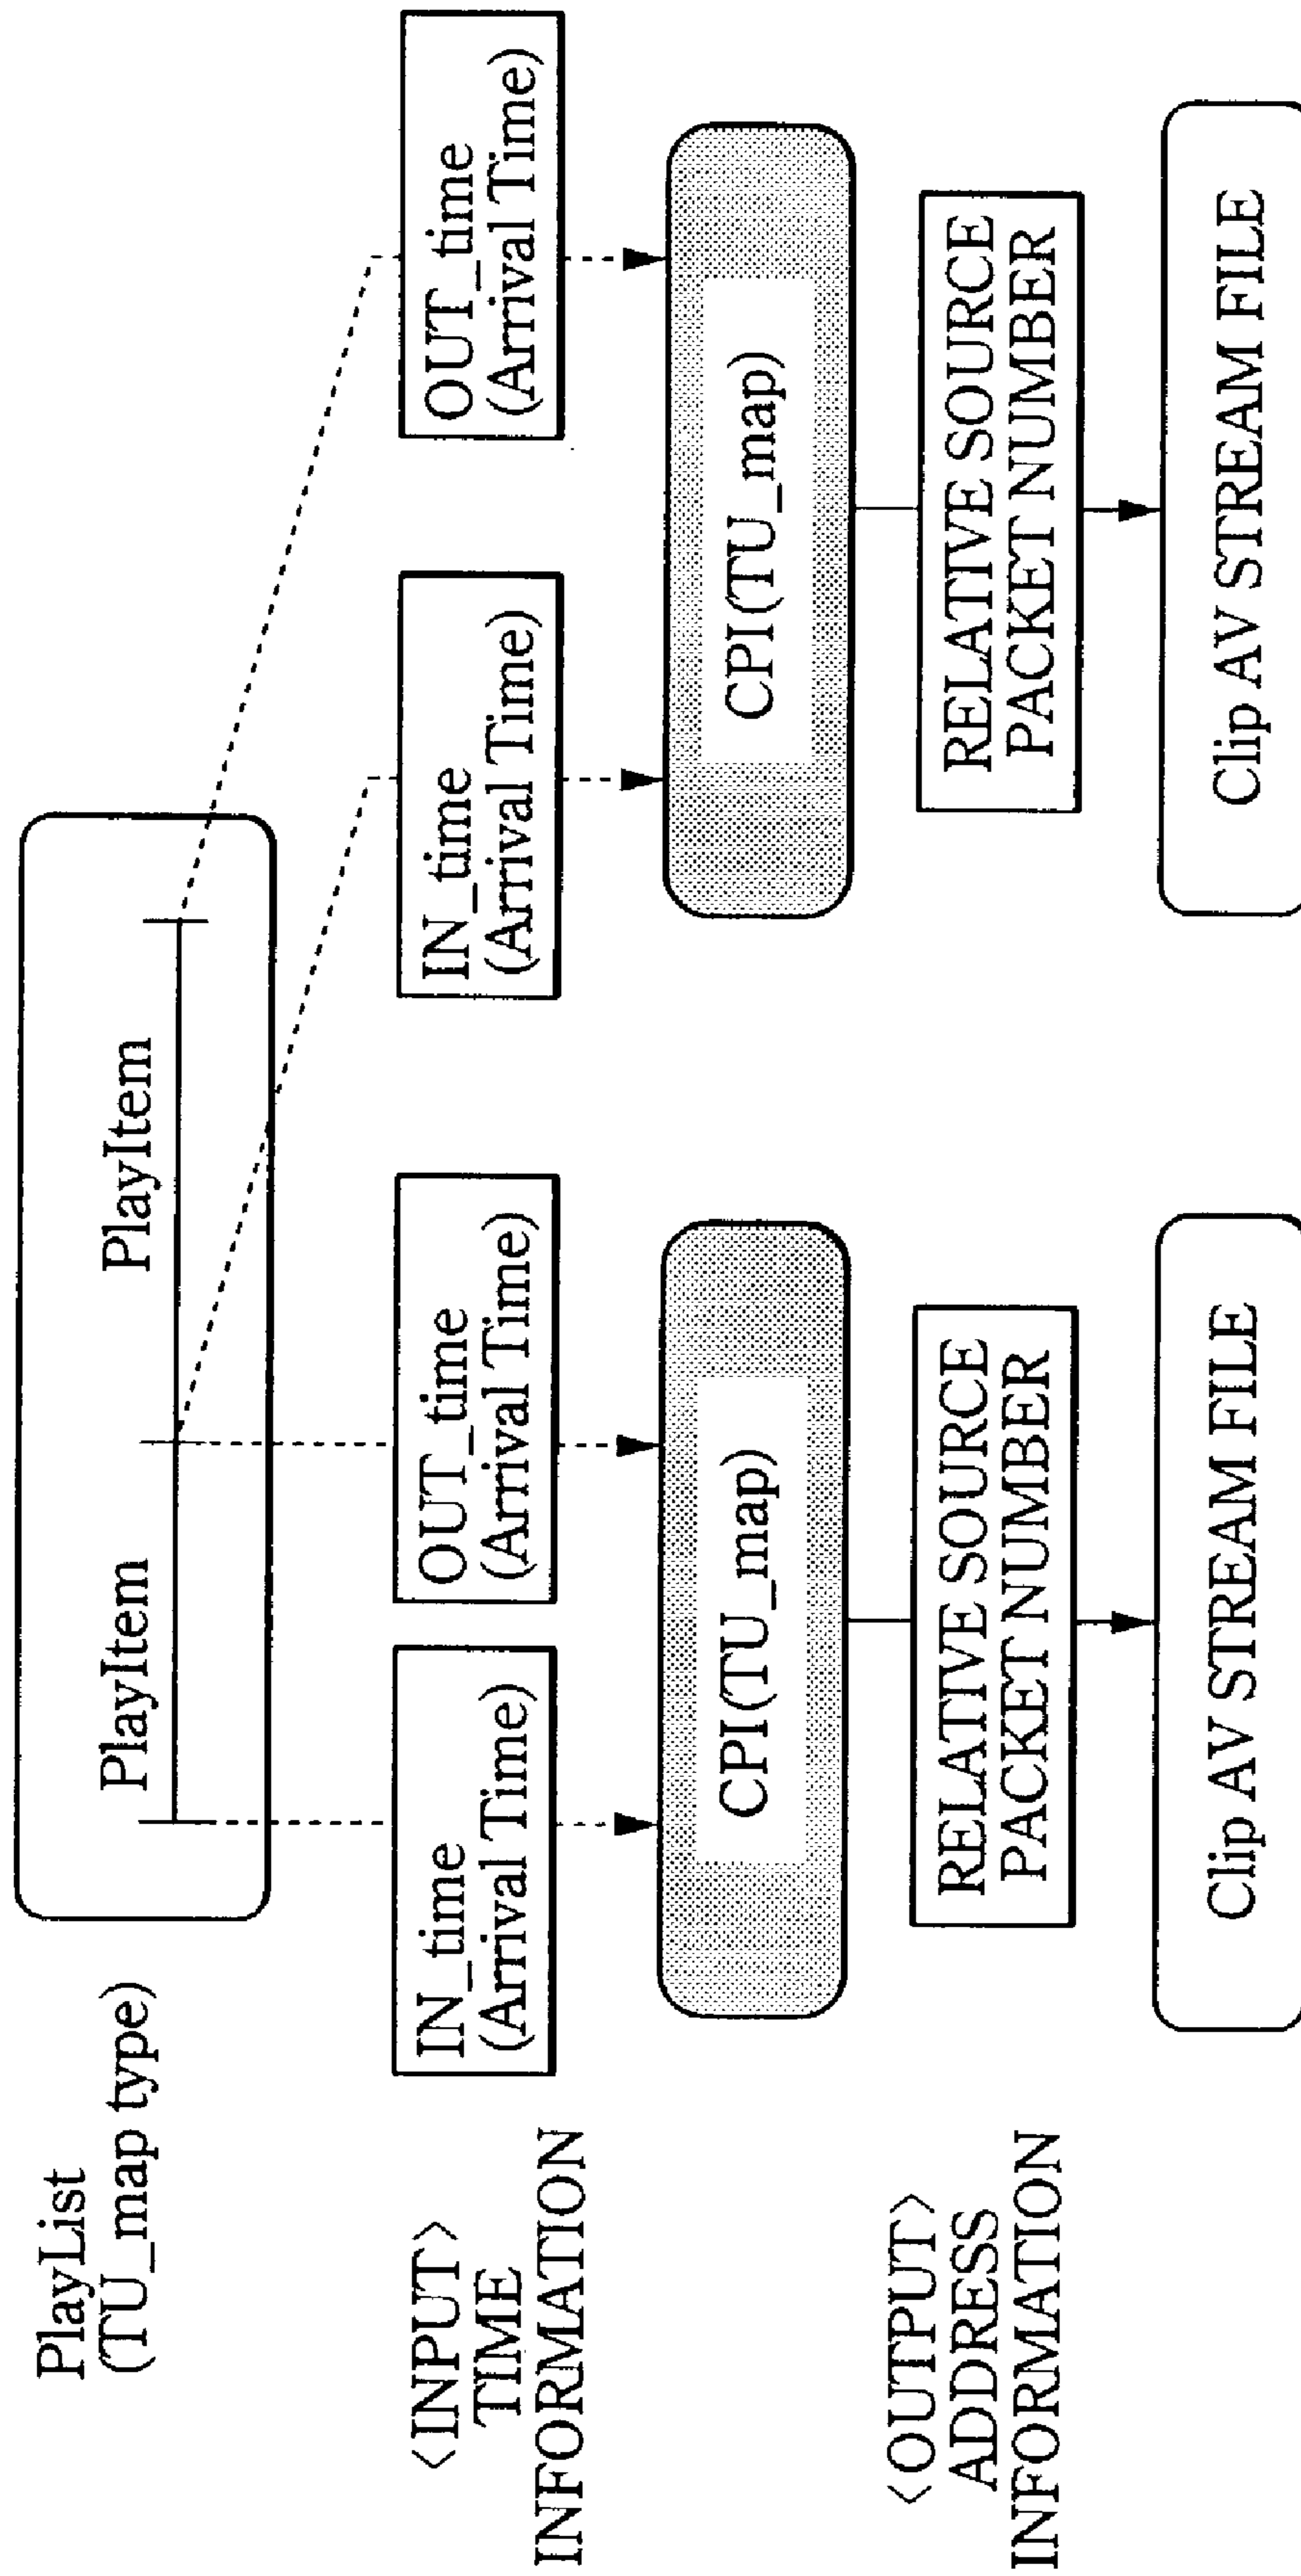 PlayList
(TU_map type)
PlayItem
PlayItem
<INPUT>
TIME
INFORMATION
IN_time
(Arrival Time)
OUT_time
(Arrival Time)
IN_time
(Arrival Time)
OUT_time
(Arrival Time)
CPI(TU_map)
CPI(TU_map)
<OUTPUT>
ADDRESS
INFORMATION
RELATIVE SOURCE
PACKET NUMBER
RELATIVE SOURCE
PACKET NUMBER
Clip AV STREAM FILE
Clip AV STREAM FILE